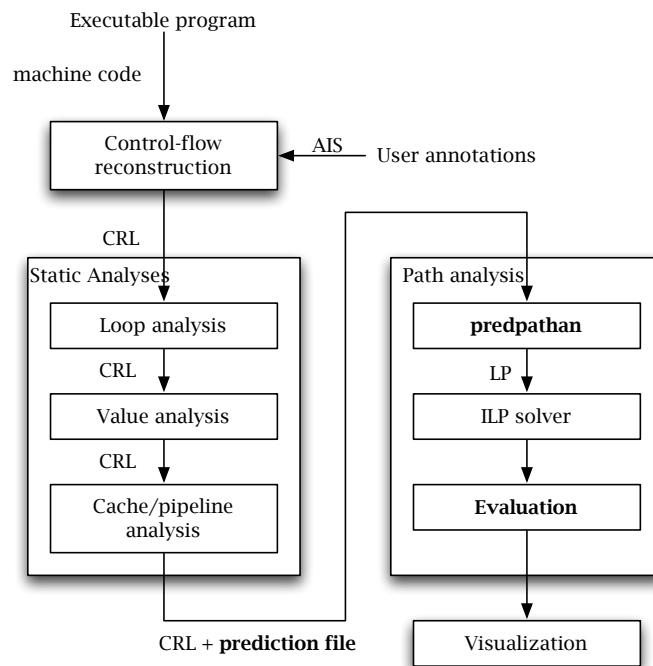 Executable program
machine code
Control-flow
reconstruction
AIS
User annotations
CRL
Static Analyses
Loop analysis
CRL
Value analysis
CRL
Cache/pipeline
analysis
CRL + prediction file
Path analysis
predpathan
LP
ILP solver
Evaluation
Visualization